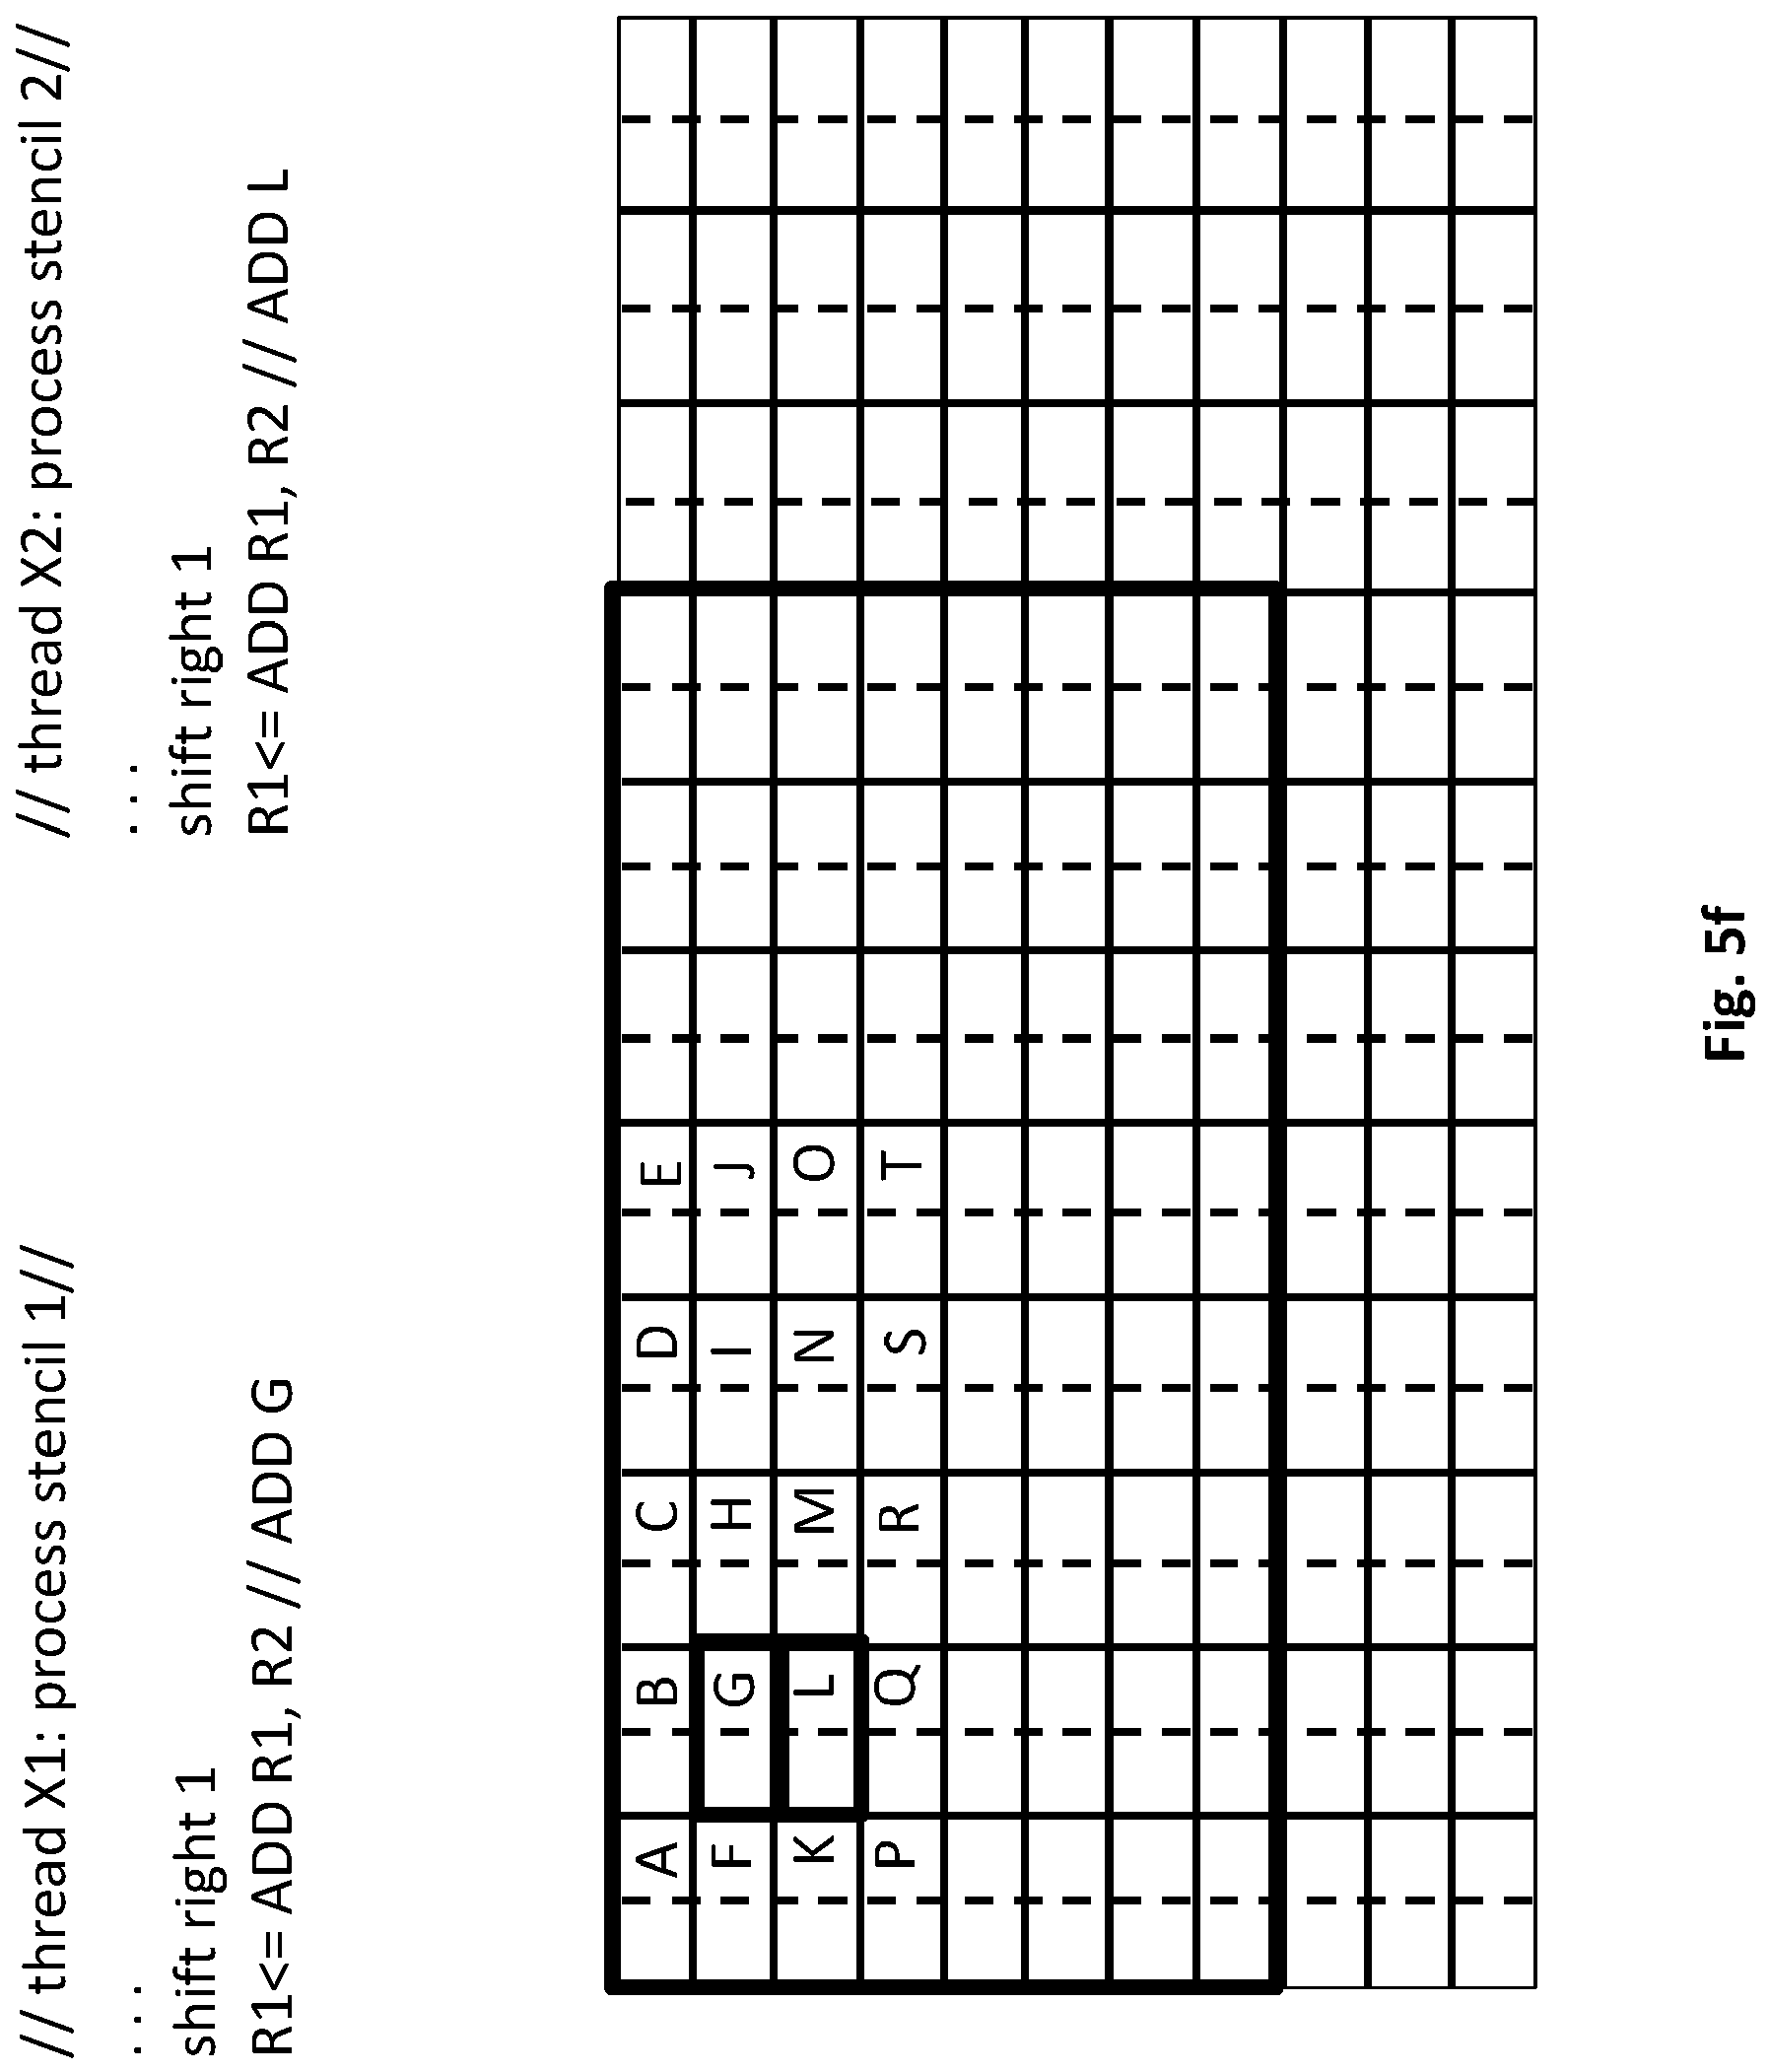 // thread X1: process stencil 1//
. . .
shift right 1
R1<= ADD R1, R2 // ADD G
// thread X2: process stencil 2//
. . .
shift right 1
R1<= ADD R1, R2 // ADD L
A B C D E
F G H I J
K L M N O
P Q R S T
Fig. 5f